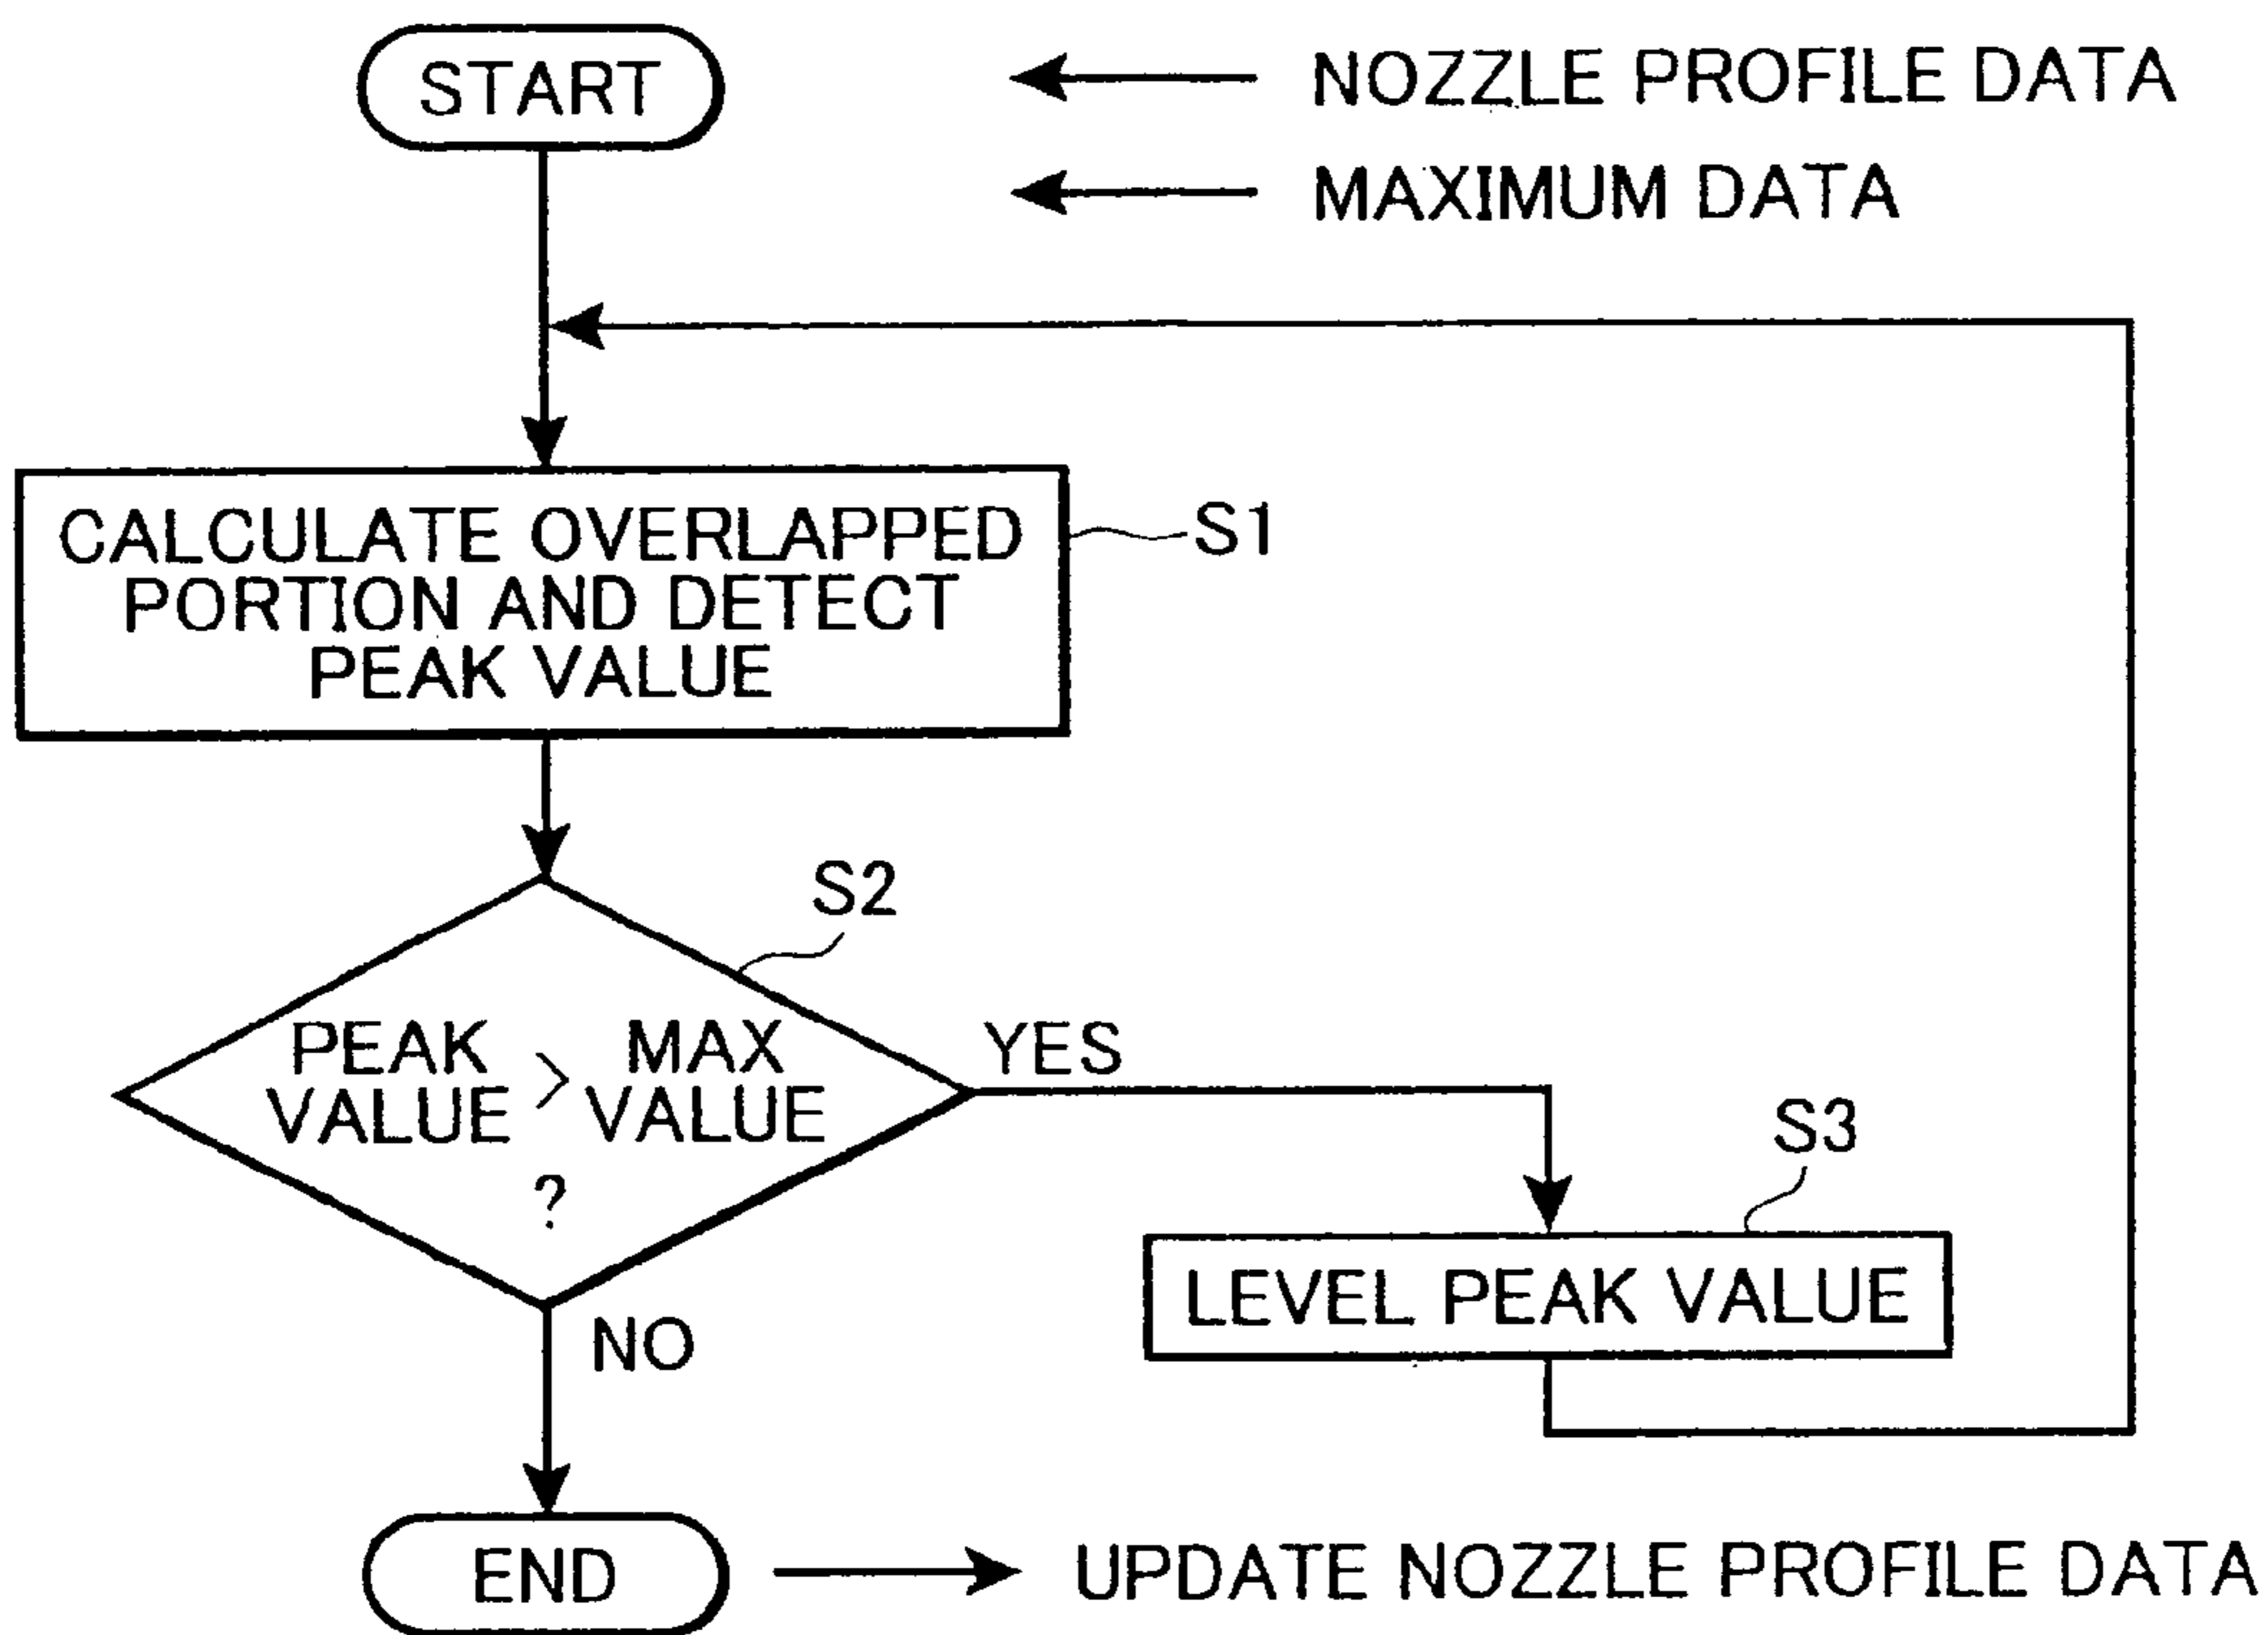 START
NOZZLE PROFILE DATA
MAXIMUM DATA
CALCULATE OVERLAPPED
PORTION AND DETECT
PEAK VALUE
S1
S2
PEAK > MAX
VALUE VALUE
?
YES
NO
S3
LEVEL PEAK VALUE
END
UPDATE NOZZLE PROFILE DATA